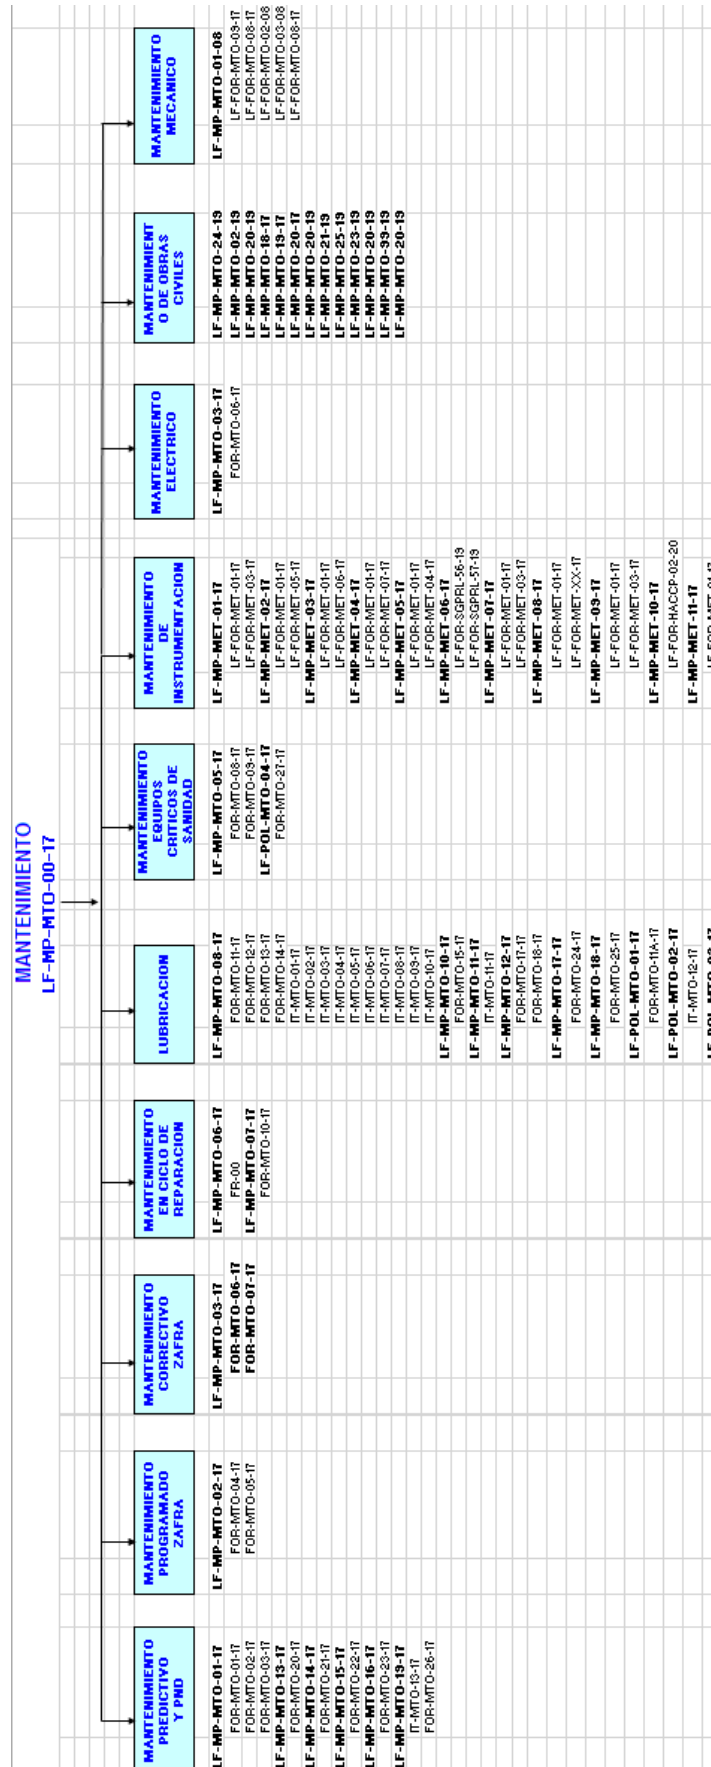 MANTENIMIENTO
LF-MP-MTO-00-17
MANTENIMIENTO
PREDICTIVO
Y PND
LF-MP-MTO-01-17
FOR-MTO-01-17
FOR-MTO-02-17
FOR-MTO-03-17
LF-MP-MTO-13-17
FOR-MTO-20-17
LF-MP-MTO-14-17
FOR-MTO-21-17
LF-MP-MTO-15-17
FOR-MTO-22-17
LF-MP-MTO-16-17
FOR-MTO-23-17
LF-MP-MTO-19-17
IT-MTO-13-17
FOR-MTO-26-17
MANTENIMIENTO
PROGRAMADO
ZAFRA
LF-MP-MTO-02-17
FOR-MTO-04-17
FOR-MTO-05-17
MANTENIMIENTO
CORRECTIVO
ZAFRA
LF-MP-MTO-03-17
FOR-MTO-06-17
FOR-MTO-07-17
MANTENIMIENTO
EN CICLO DE
REPARACION
LF-MP-MTO-06-17
FR-00
LF-MP-MTO-07-17
FOR-MTO-10-17
LUBRICACION
LF-MP-MTO-08-17
FOR-MTO-11-17
FOR-MTO-12-17
FOR-MTO-13-17
FOR-MTO-14-17
IT-MTO-01-17
IT-MTO-02-17
IT-MTO-03-17
IT-MTO-04-17
IT-MTO-05-17
IT-MTO-06-17
IT-MTO-07-17
IT-MTO-08-17
IT-MTO-09-17
IT-MTO-10-17
LF-MP-MTO-10-17
FOR-MTO-15-17
LF-MP-MTO-11-17
IT-MTO-11-17
LF-MP-MTO-12-17
FOR-MTO-17-17
FOR-MTO-18-17
LF-MP-MTO-17-17
FOR-MTO-24-17
LF-MP-MTO-18-17
FOR-MTO-25-17
LF-POL-MTO-01-17
FOR-MTO-11A-17
LF-POL-MTO-02-17
IT-MTO-12-17
MANTENIMIENTO
EQUIPOS
CRITICOS DE
SANIDAD
LF-MP-MTO-05-17
FOR-MTO-08-17
FOR-MTO-09-17
LF-POL-MTO-04-17
FOR-MTO-27-17
MANTENIMIENTO
DE
INSTRUMENTACION
LF-MP-MET-01-17
LF-FOR-MET-01-17
LF-FOR-MET-03-17
LF-MP-MET-02-17
LF-FOR-MET-01-17
LF-FOR-MET-05-17
LF-MP-MET-03-17
LF-FOR-MET-01-17
LF-FOR-MET-06-17
LF-MP-MET-04-17
LF-FOR-MET-01-17
LF-FOR-MET-07-17
LF-MP-MET-05-17
LF-FOR-MET-01-17
LF-FOR-MET-04-17
LF-MP-MET-06-17
LF-FOR-SGPRL-56-19
LF-FOR-SGPRL-57-19
LF-MP-MET-07-17
LF-FOR-MET-01-17
LF-FOR-MET-03-17
LF-MP-MET-08-17
LF-FOR-MET-01-17
LF-FOR-MET-XX-17
LF-MP-MET-09-17
LF-FOR-MET-01-17
LF-FOR-MET-03-17
LF-MP-MET-10-17
LF-FOR-HACCP-02-20
LF-MP-MET-11-17
MANTENIMIENTO
ELECTRICO
LF-MP-MTO-03-17
FOR-MTO-06-17
MANTENIMIENT
O DE OBRAS
CIVILES
LF-MP-MTO-24-19
LF-MP-MTO-02-19
LF-MP-MTO-20-19
LF-MP-MTO-18-17
LF-MP-MTO-19-17
LF-MP-MTO-20-17
LF-MP-MTO-20-19
LF-MP-MTO-21-19
LF-MP-MTO-25-19
LF-MP-MTO-23-19
LF-MP-MTO-20-19
LF-MP-MTO-99-19
LF-MP-MTO-20-19
MANTENIMIENTO
MECANICO
LF-MP-MTO-01-08
LF-FOR-MTO-09-17
LF-FOR-MTO-08-17
LF-FOR-MTO-02-08
LF-FOR-MTO-03-08
LF-FOR-MTO-08-17